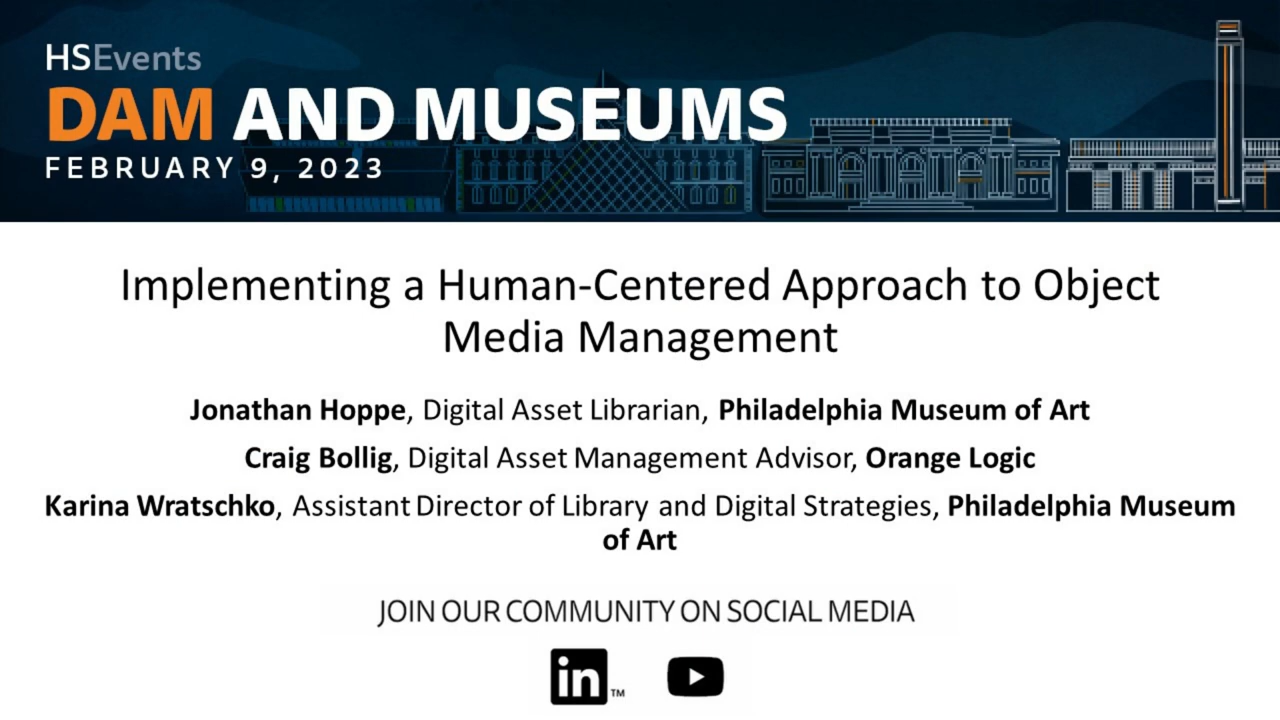 HSEvents
DAM AND MUSEUMS
FEBRUARY 9, 2023
Implementing a Human-Centered Approach to Object
Media Management
Jonathan Hoppe, Digital Asset Librarian, Philadelphia Museum of Art
Craig Bollig, Digital Asset Management Advisor, Orange Logic
Karina Wratschko, Assistant Director of Library and Digital Strategies, Philadelphia Museum
of Art
JOIN OUR COMMUNITY ON SOCIAL MEDIA
in TM